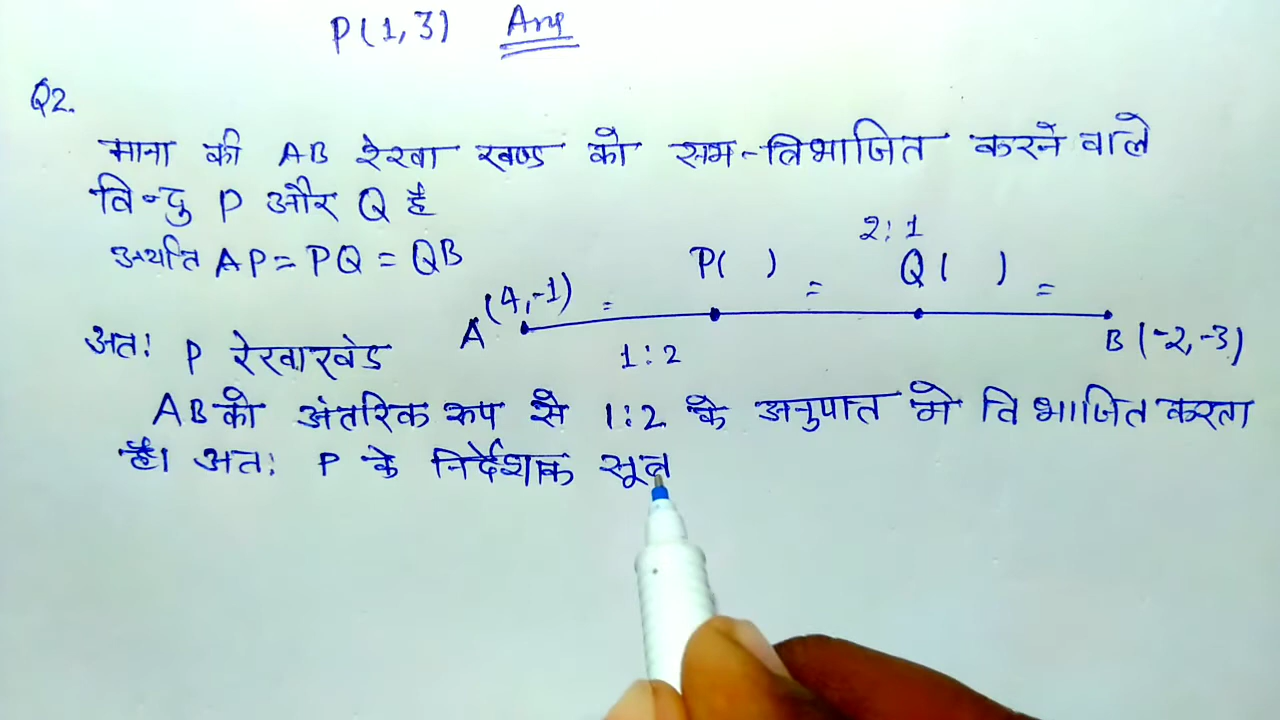 P(1,3) Ans
Q2.
माना की AB रेखा खण्ड को सम-त्रिभाजित करने वाले
विन्दु P और Q है
अर्थात AP = PQ = QB
2:1
P( ) = Q( ) =
A (4,-1) =
B(-2,-3)
1:2
अतः P रेखाखंड
AB को अंतरिक रूप से 1:2 के अनुपात मे विभाजित करता
है। अतः P के निर्देशाक सूत्र